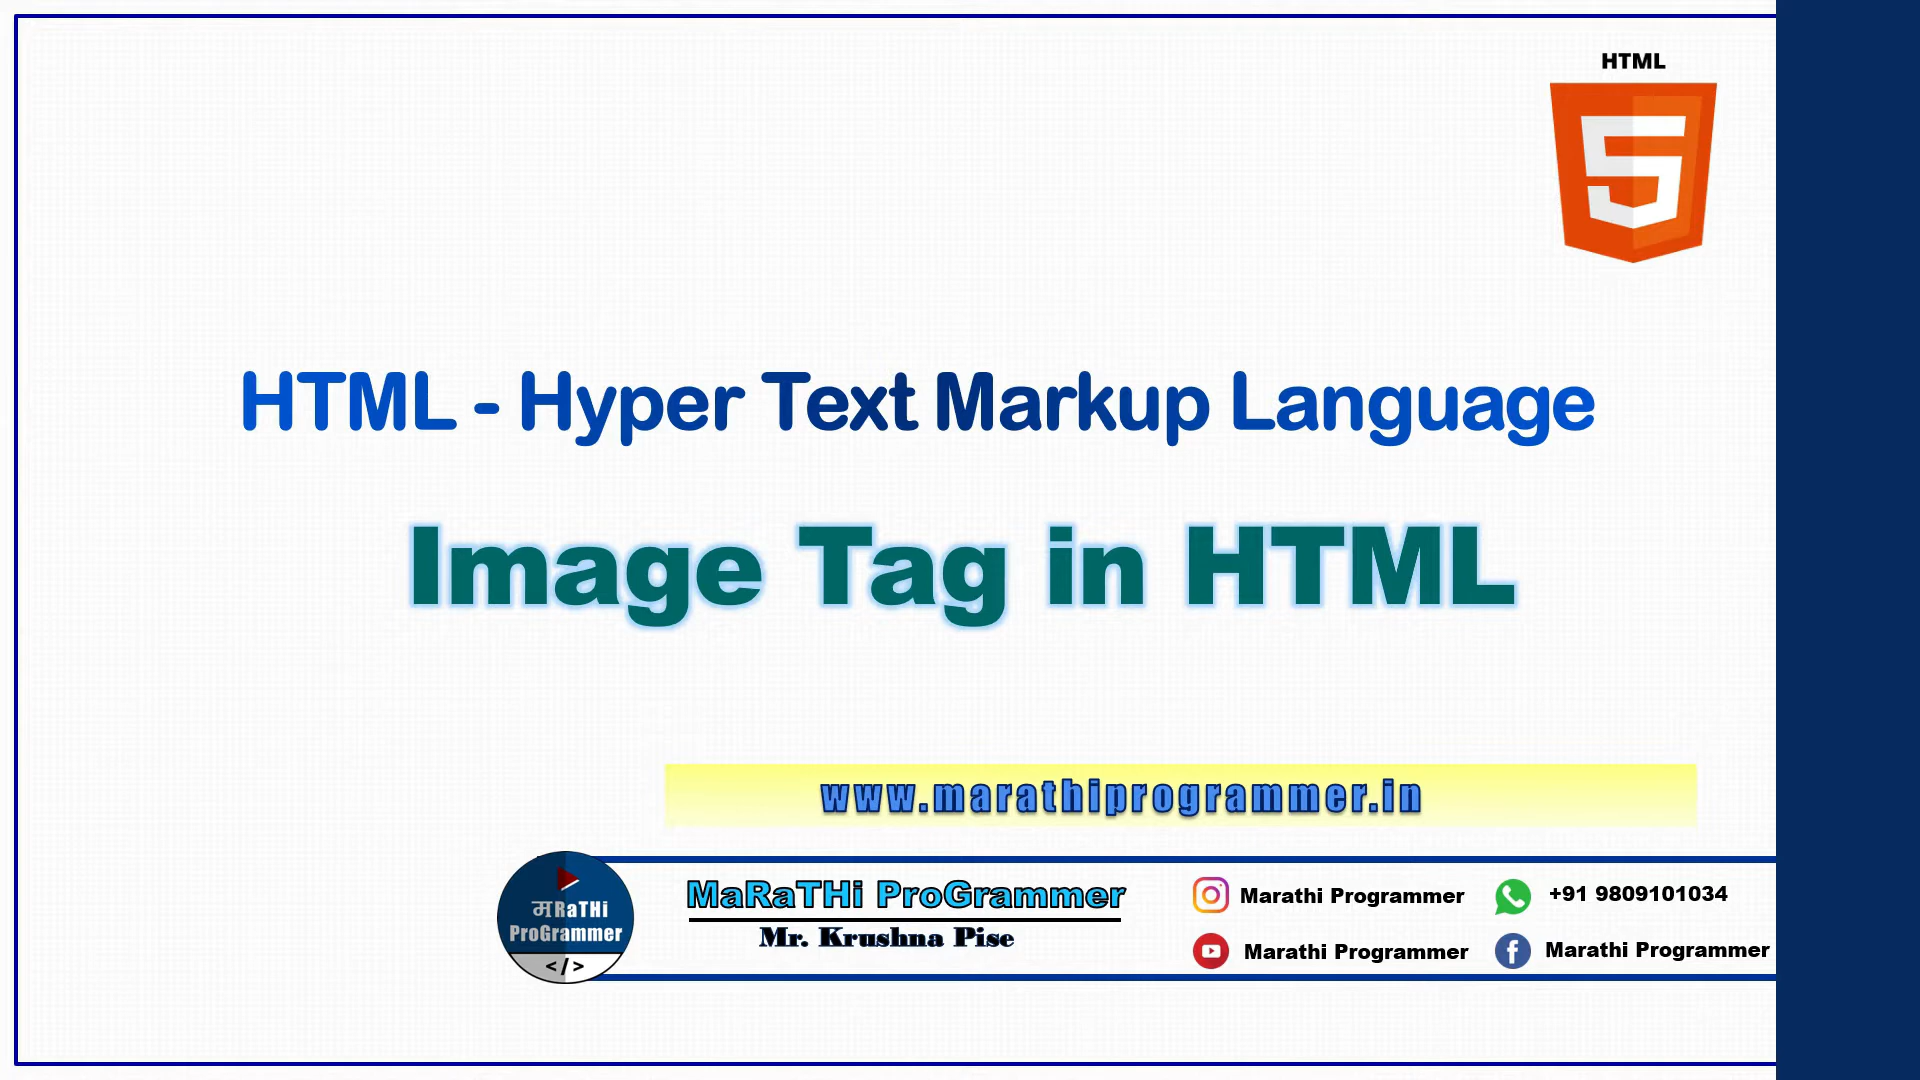 HTML
HTML - Hyper Text Markup Language
Image Tag in HTML
www.marathiprogrammer.in
मRaTHi
ProGrammer
</>
MaRaTHi ProGrammer
Mr. Krushna Pise
Marathi Programmer
+91 9809101034
Marathi Programmer
Marathi Programmer